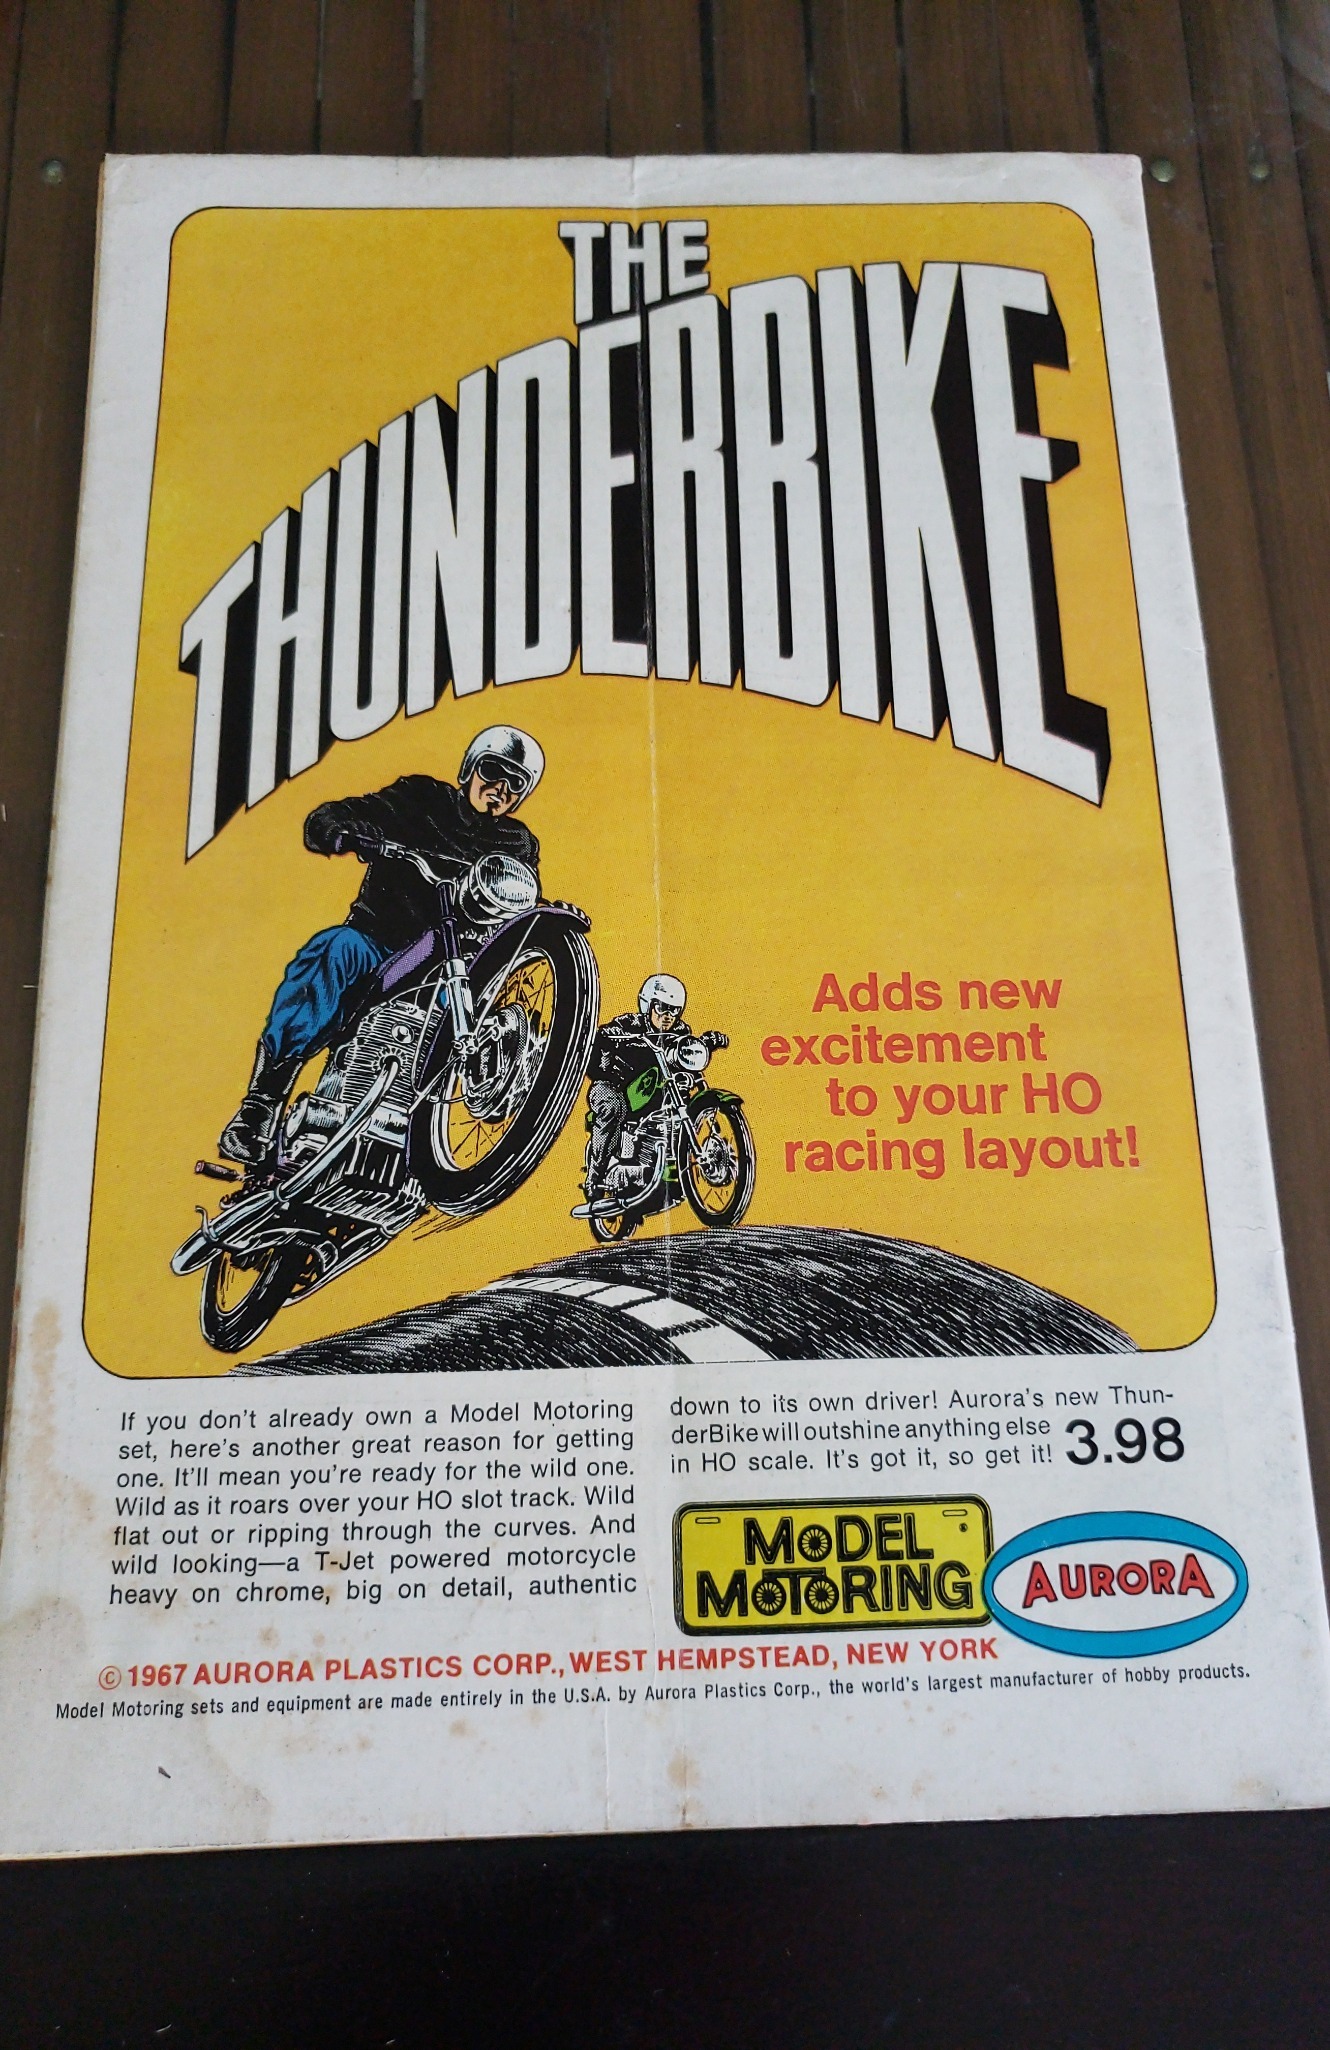 THE
THUNDERBIKE
Adds new
excitement
to your HO
racing layout!
If you don't already own a Model Motoring
set, here's another great reason for getting
one. It'll mean you're ready for the wild one.
Wild as it roars over your HO slot track. Wild
flat out or ripping through the curves. And
wild looking—a T-Jet powered motorcycle
heavy on chrome, big on detail, authentic
down to its own driver! Aurora's new Thun-
derBike will outshine anything else
in HO scale. It's got it, so get it! 3.98
MODEL
MOTORING
AURORA
© 1967 AURORA PLASTICS CORP., WEST HEMPSTEAD, NEW YORK
Model Motoring sets and equipment are made entirely in the U.S.A. by Aurora Plastics Corp., the world's largest manufacturer of hobby products.